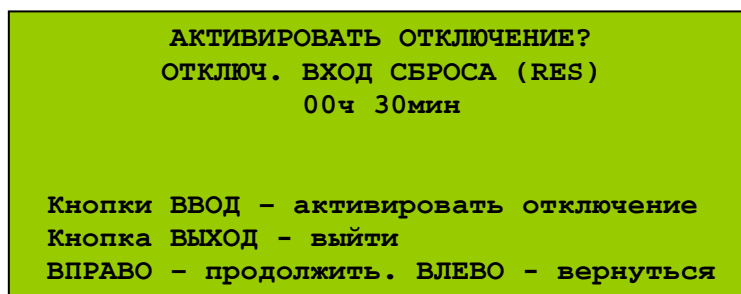 АКТИВИРОВАТЬ ОТКЛЮЧЕНИЕ?
ОТКЛЮЧ. ВХОД СБРОСА (RES)
00ч 30мин
Кнопки ВВОД – активировать отключение
Кнопка ВЫХОД - выйти
ВПРАВО – продолжить. ВЛЕВО - вернуться